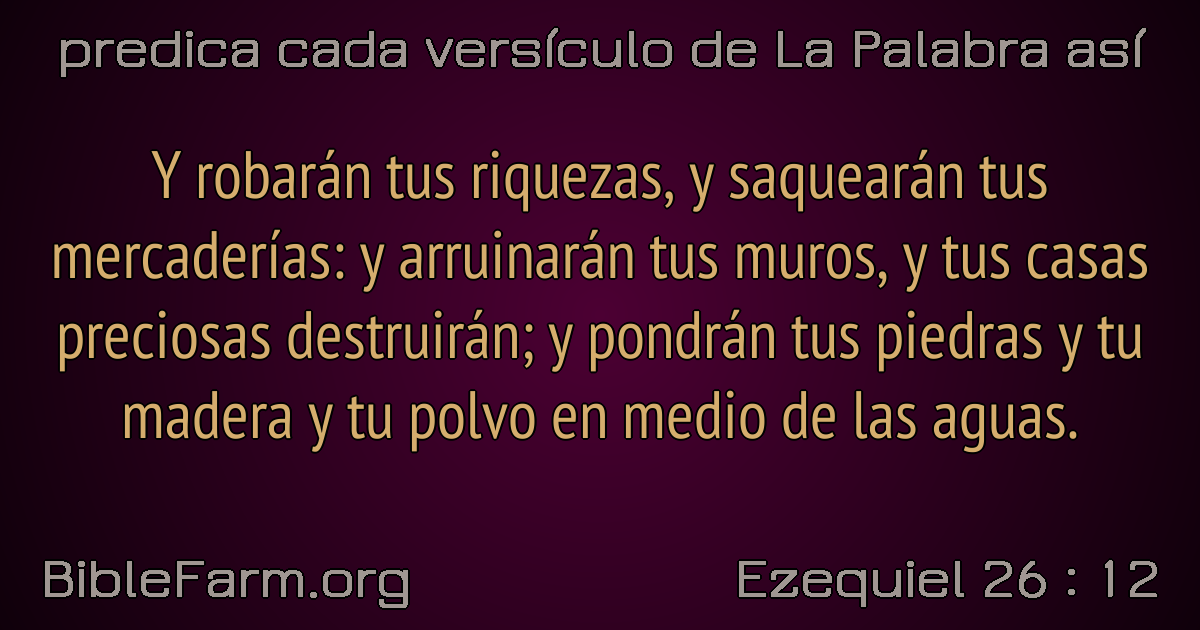 predica cada versículo de La Palabra así
Y robarán tus riquezas, y saquearán tus
mercaderías: y arruinarán tus muros, y tus casas
preciosas destruirán; y pondrán tus piedras y tu
madera y tu polvo en medio de las aguas.
BibleFarm.org
Ezequiel 26 : 12